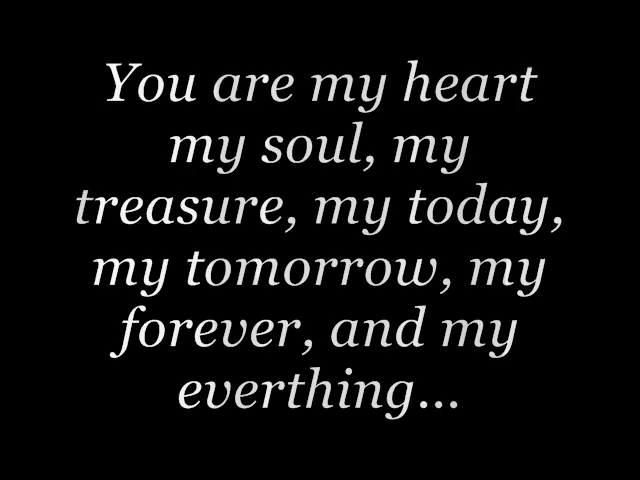 You are my heart
my soul, my
treasure, my today,
my tomorrow, my
forever, and my
everthing...